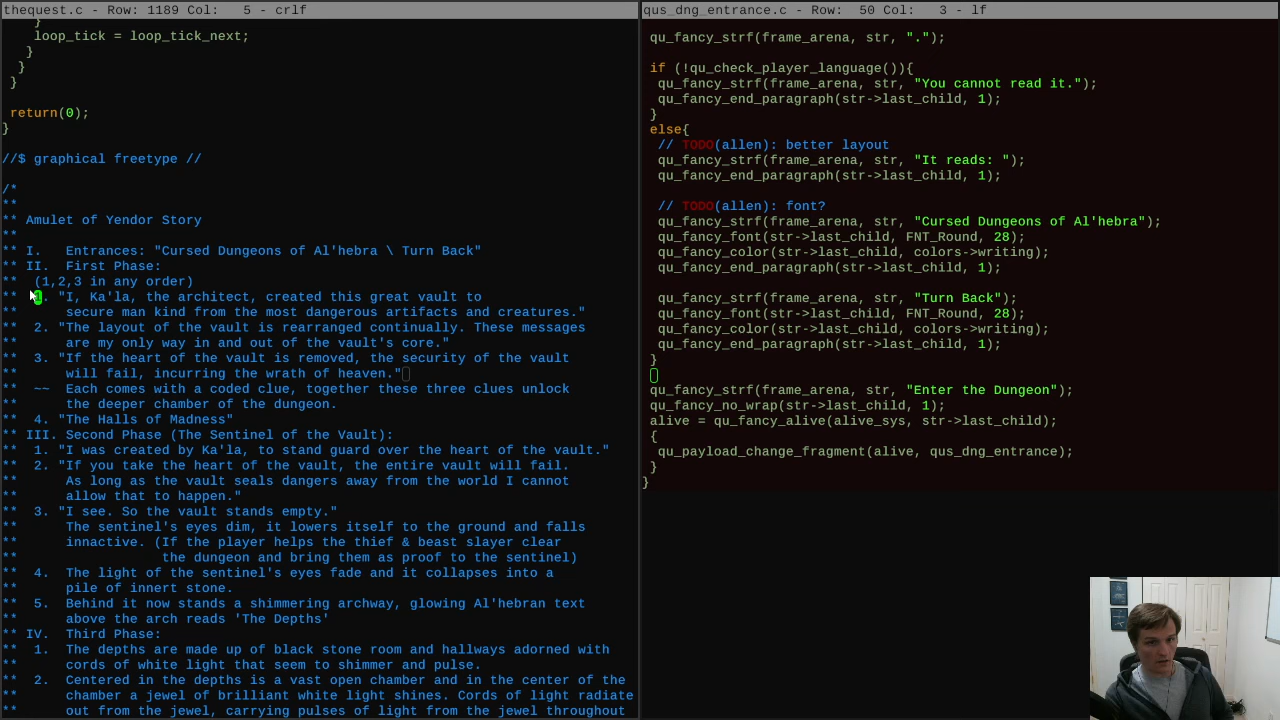 thequest.c - Row: 1189 Col:   5 - crlf
}
loop_tick = loop_tick_next;
}
}
}
return(0);
}
//$ graphical freetype //
/*
**
** Amulet of Yendor Story
**
** I.   Entrances: "Cursed Dungeons of Al'hebra \ Turn Back"
** II.  First Phase:
**  (1,2,3 in any order)
**  1. "I, Ka'la, the architect, created this great vault to
**      secure man kind from the most dangerous artifacts and creatures."
**  2. "The layout of the vault is rearranged continually. These messages
**      are my only way in and out of the vault's core."
**  3. "If the heart of the vault is removed, the security of the vault
**      will fail, incurring the wrath of heaven."
**  ~~  Each comes with a coded clue, together these three clues unlock
**      the deeper chamber of the dungeon.
**  4. "The Halls of Madness"
** III. Second Phase (The Sentinel of the Vault):
**  1. "I was created by Ka'la, to stand guard over the heart of the vault."
**  2. "If you take the heart of the vault, the entire vault will fail.
**      As long as the vault seals dangers away from the world I cannot
**      allow that to happen."
**  3. "I see. So the vault stands empty."
**      The sentinel's eyes dim, it lowers itself to the ground and falls
**      innactive. (If the player helps the thief & beast slayer clear
**                  the dungeon and bring them as proof to the sentinel)
**  4.  The light of the sentinel's eyes fade and it collapses into a
**      pile of innert stone.
**  5.  Behind it now stands a shimmering archway, glowing Al'hebran text
**      above the arch reads 'The Depths'
** IV.  Third Phase:
**  1.  The depths are made up of black stone room and hallways adorned with
**      cords of white light that seem to shimmer and pulse.
**  2.  Centered in the depths is a vast open chamber and in the center of the
**      chamber a jewel of brilliant white light shines. Cords of light radiate
**      out from the jewel, carrying pulses of light from the jewel throughout
qus_dng_entrance.c - Row:  50 Col:   3 - lf
qu_fancy_strf(frame_arena, str, ".");
if (!qu_check_player_language()){
qu_fancy_strf(frame_arena, str, "You cannot read it.");
qu_fancy_end_paragraph(str->last_child, 1);
}
else{
// TODO(allen): better layout
qu_fancy_strf(frame_arena, str, "It reads: ");
qu_fancy_end_paragraph(str->last_child, 1);
// TODO(allen): font?
qu_fancy_strf(frame_arena, str, "Cursed Dungeons of Al'hebra");
qu_fancy_font(str->last_child, FNT_Round, 28);
qu_fancy_color(str->last_child, colors->writing);
qu_fancy_end_paragraph(str->last_child, 1);
qu_fancy_strf(frame_arena, str, "Turn Back");
qu_fancy_font(str->last_child, FNT_Round, 28);
qu_fancy_color(str->last_child, colors->writing);
qu_fancy_end_paragraph(str->last_child, 1);
}
qu_fancy_strf(frame_arena, str, "Enter the Dungeon");
qu_fancy_no_wrap(str->last_child, 1);
alive = qu_fancy_alive(alive_sys, str->last_child);
{
qu_payload_change_fragment(alive, qus_dng_entrance);
}
}